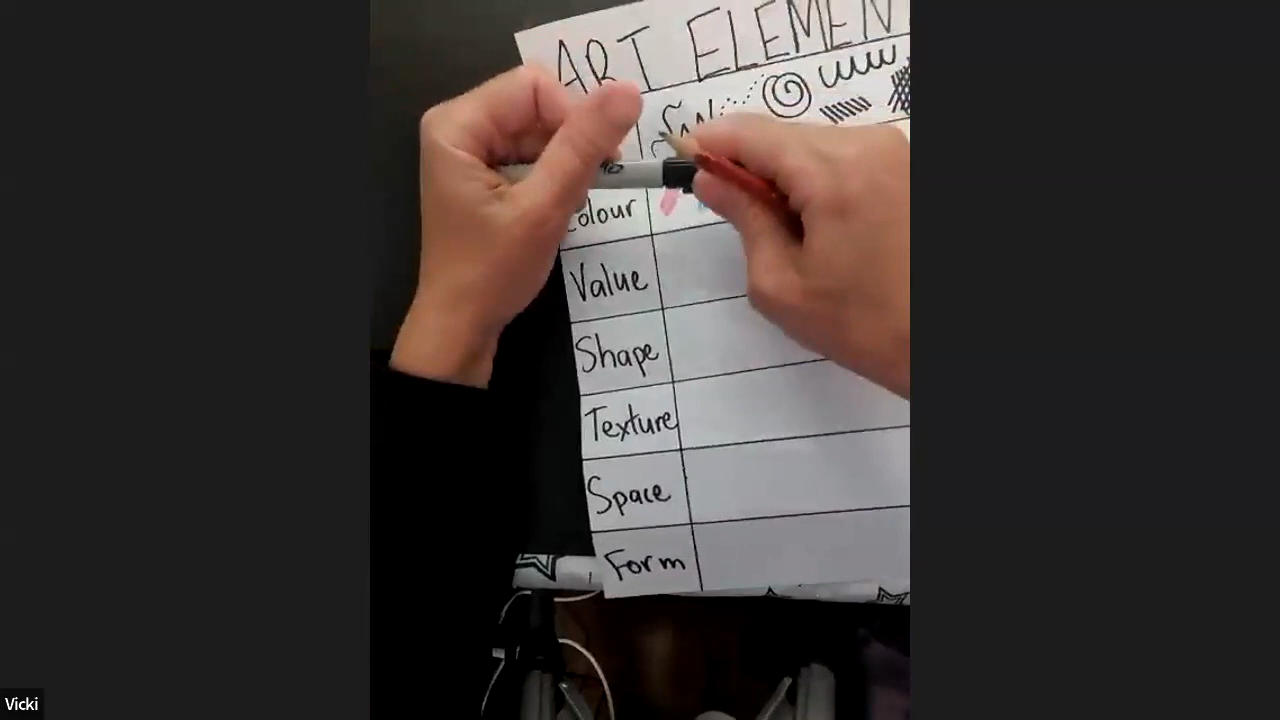 ART ELEMEN
Colour
Value
Shape
Texture
Space
Form
Vicki